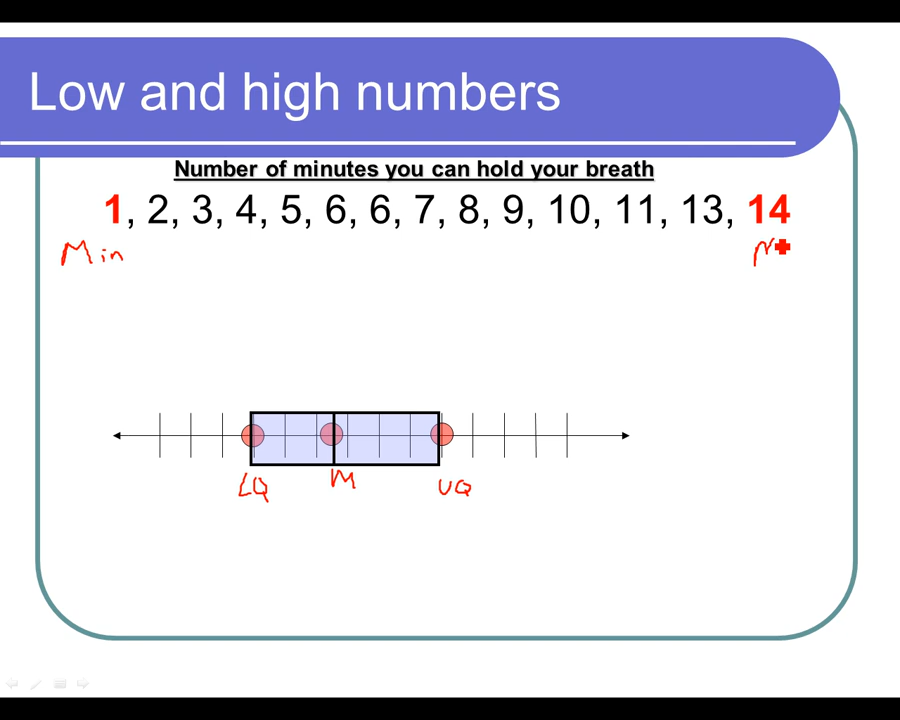 Low and high numbers
Number of minutes you can hold your breath
1, 2, 3, 4, 5, 6, 6, 7, 8, 9, 10, 11, 13, 14
Min
LQ M UQ